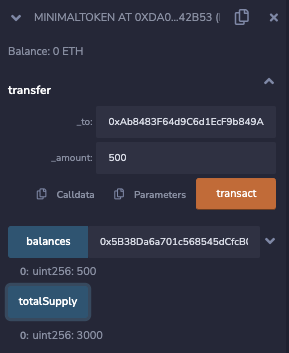 MINIMALTOKEN AT 0XDA0...42B53 (
Balance: 0 ETH
transfer
_to: 0xAb8483F64d9C6d1EcF9b849A
_amount: 500
Calldata Parameters transact
balances 0x5B38Da6a701c568545dCfcB(
0: uint256: 500
totalSupply
0: uint256: 3000